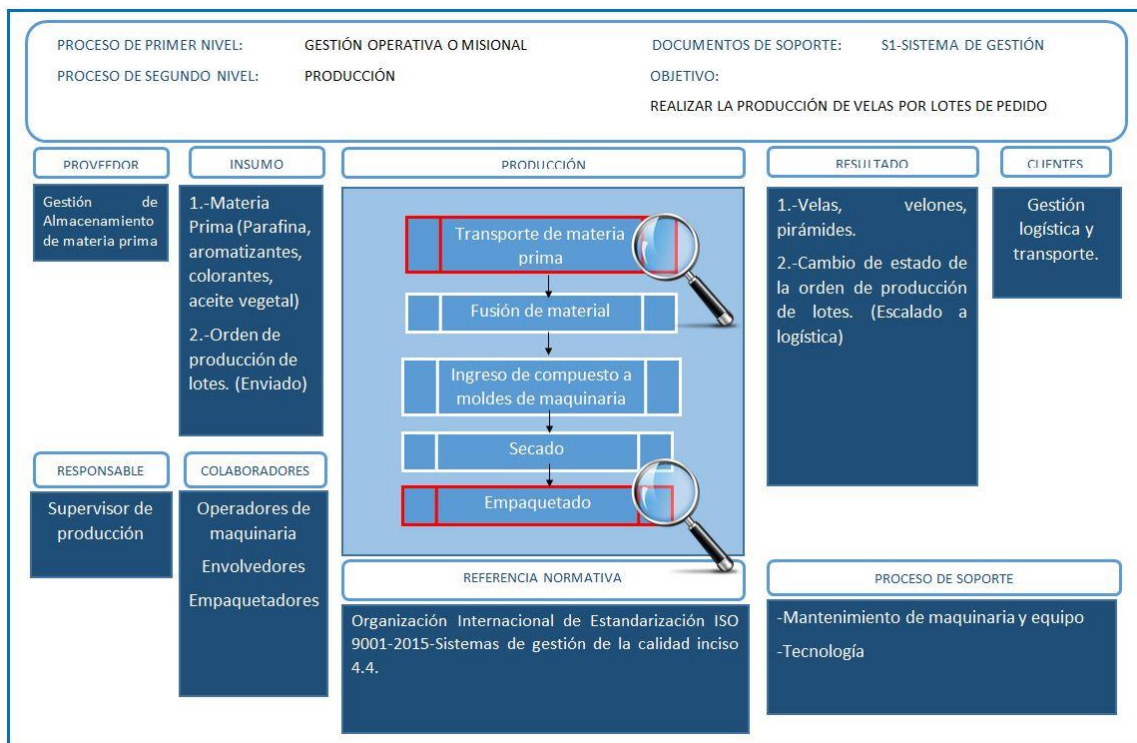 PROCESO DE PRIMER NIVEL: GESTIÓN OPERATIVA O MISIONAL
PROCESO DE SEGUNDO NIVEL: PRODUCCIÓN
DOCUMENTOS DE SOPORTE: S1-SISTEMA DE GESTIÓN
OBJETIVO:
REALIZAR LA PRODUCCIÓN DE VELAS POR LOTES DE PEDIDO
PROVEEDOR
Gestión de
Almacenamiento
de materia prima
INSUMO
1.-Materia
Prima (Parafina,
aromatizantes,
colorantes,
aceite vegetal)
2.-Orden de
producción de
lotes. (Enviado)
PRODUCCIÓN
Transporte de materia
prima
Fusión de material
Ingreso de compuesto a
moldes de maquinaria
Secado
Empaquetado
RESULTADO
1.-Velas, velones,
pirámides.
2.-Cambio de estado de
la orden de producción
de lotes. (Escalado a
logística)
CLIENTES
Gestión
logística y
transporte.
RESPONSABLE
Supervisor de
producción
COLABORADORES
Operadores de
maquinaria
Envolvedores
Empaquetadores
REFERENCIA NORMATIVA
Organización Internacional de Estandarización ISO
9001-2015-Sistemas de gestión de la calidad inciso
4.4.
PROCESO DE SOPORTE
-Mantenimiento de maquinaria y equipo
-Tecnología